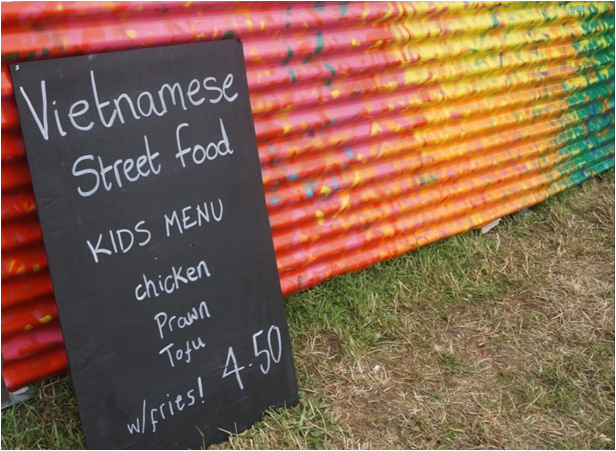 Vietnamese
Street food
KIDS MENU
chicken
Prawn
Tofu
4.50
w/fries!